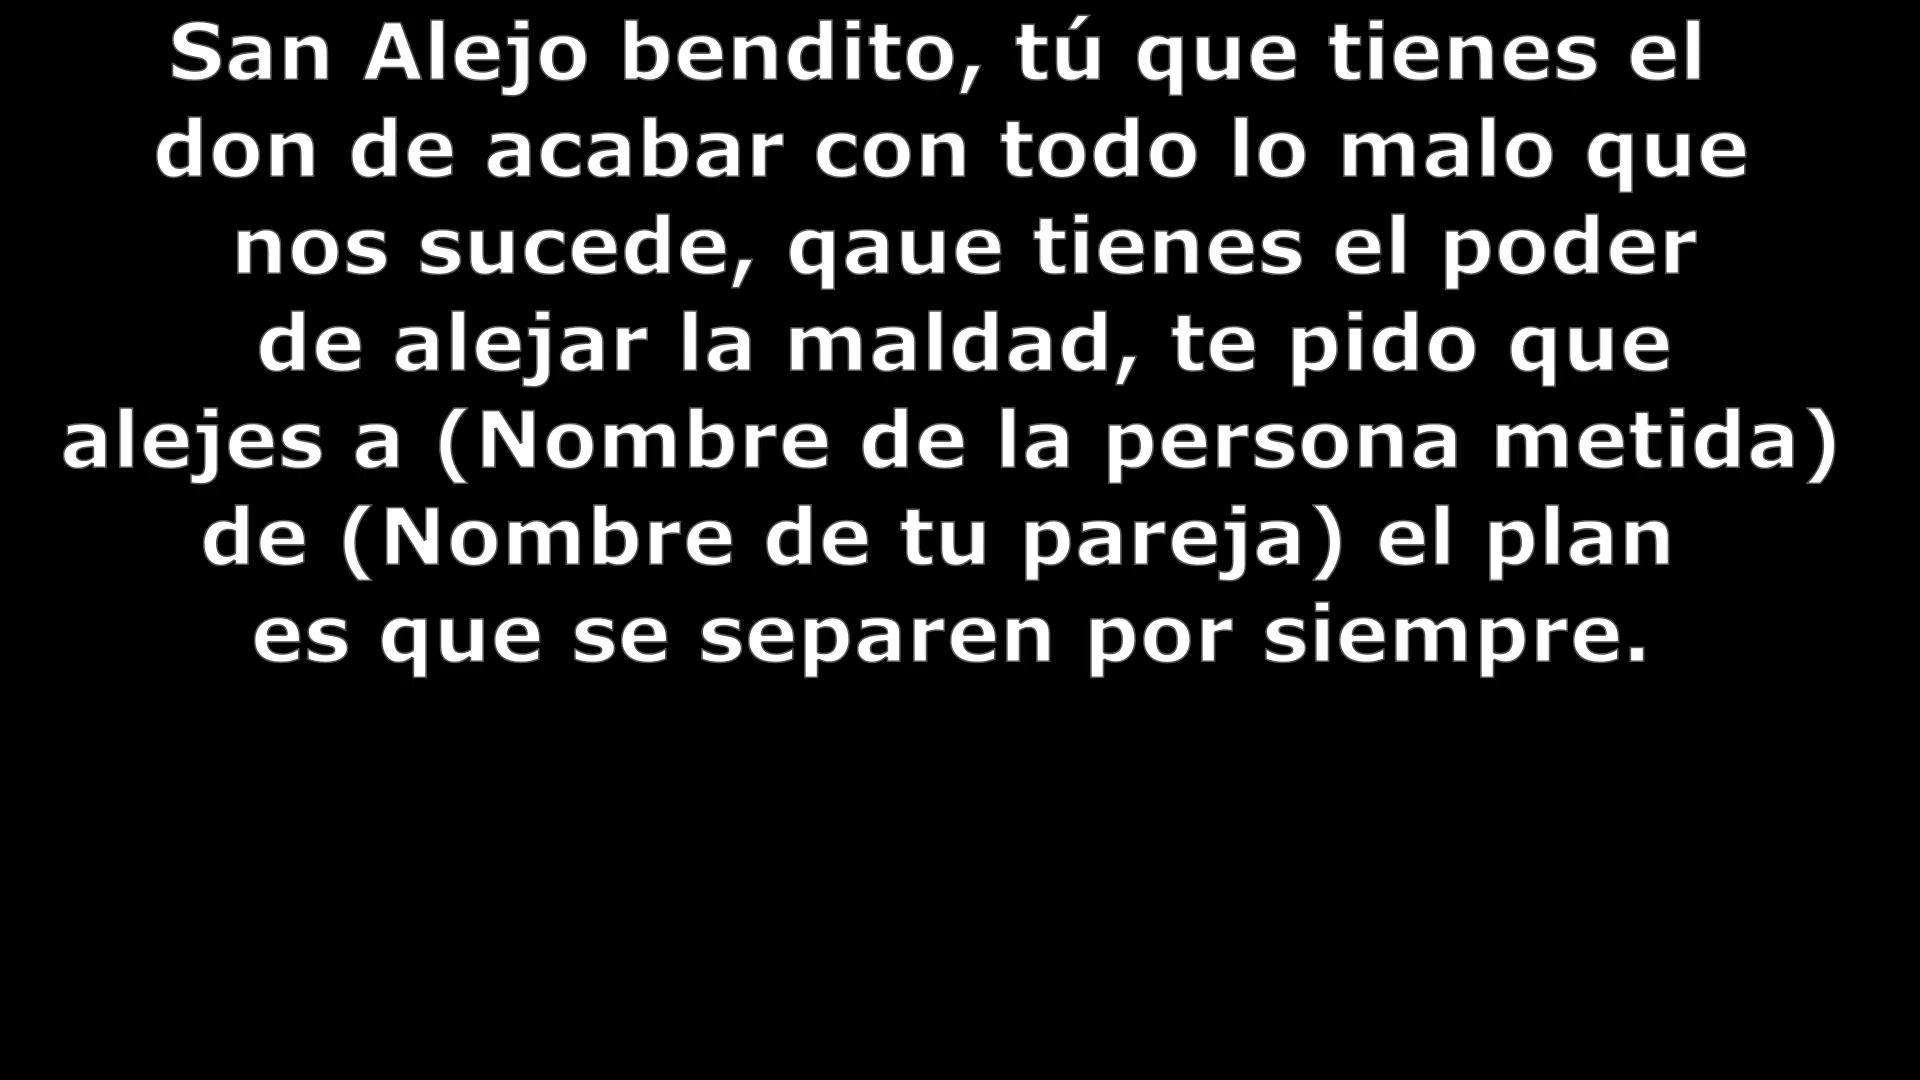 San Alejo bendito, tú que tienes el
don de acabar con todo lo malo que
nos sucede, qaue tienes el poder
de alejar la maldad, te pido que
alejes a (Nombre de la persona metida)
de (Nombre de tu pareja) el plan
es que se separen por siempre.